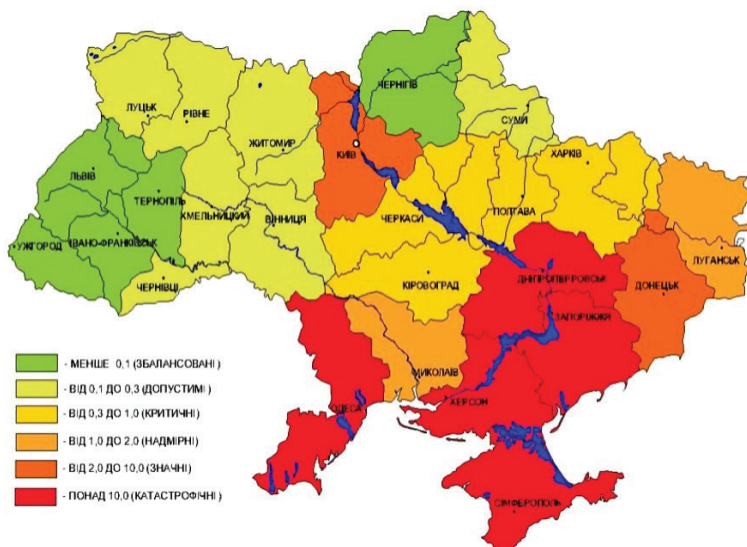 ЧЕРНІГІВ
ЛУЦЬК
РІВНЕ
СУМИ
ЖИТОМИР
КИЇВ
ХАРКІВ
ЛЬВІВ
ТЕРНОПІЛЬ
ПОЛТАВА
ХМЕЛЬНИЦЬКИЙ
ВІННИЦЯ
ЧЕРКАСИ
УЖГОРОД
ІВАНО-ФРАНКІВСЬК
ЛУГАНСЬК
ЧЕРНІВЦІ
КІРОВОГРАД
ДНІПРОПЕТРОВСЬК
ДОНЕЦЬК
ЗАПОРІЖЖЯ
МИКОЛАЇВ
ХЕРСОН
ОДЕСА
СІМФЕРОПОЛЬ
- МЕНШЕ 0,1 (ЗБАЛАНСОВАНІ)
- ВІД 0,1 ДО 0,3 (ДОПУСТИМІ)
- ВІД 0,3 ДО 1,0 (КРИТИЧНІ)
- ВІД 1,0 ДО 2,0 (НАДМІРНІ)
- ВІД 2,0 ДО 10,0 (ЗНАЧНІ)
- ПОНАД 10,0 (КАТАСТРОФІЧНІ)